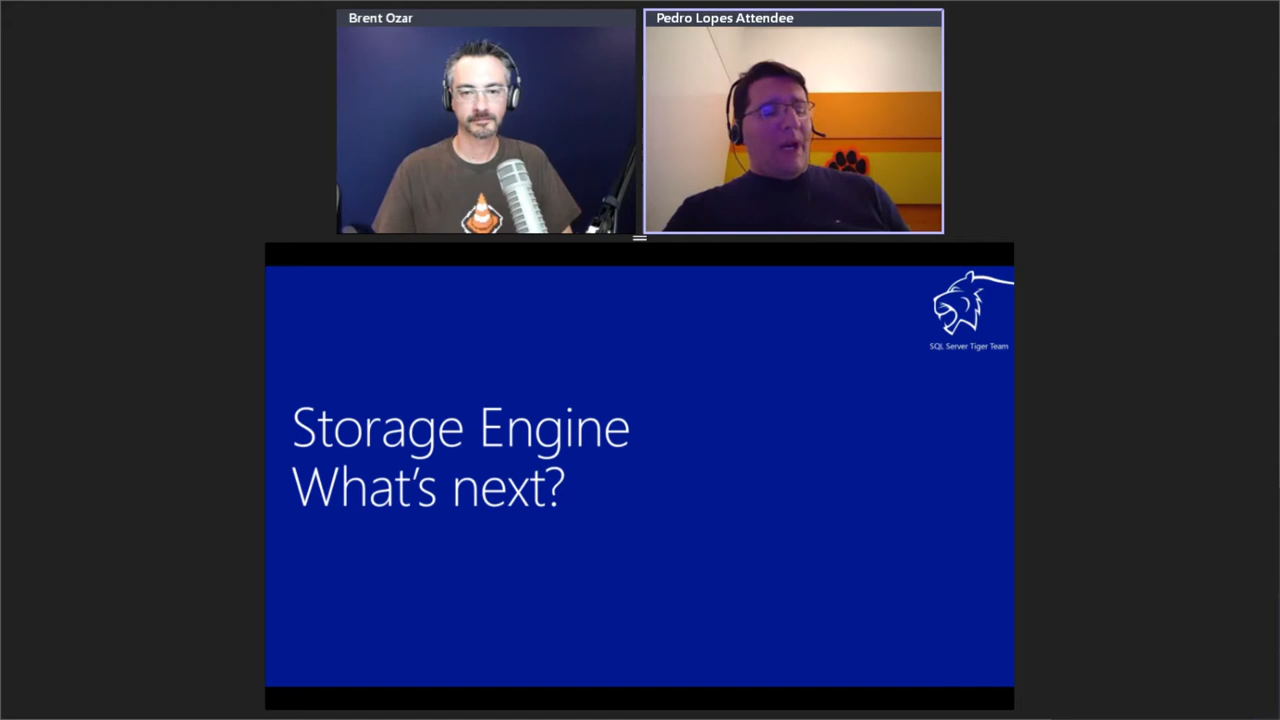 Brent Ozar
Pedro Lopes Attendee
SQL Server Tiger Team
Storage Engine
What's next?